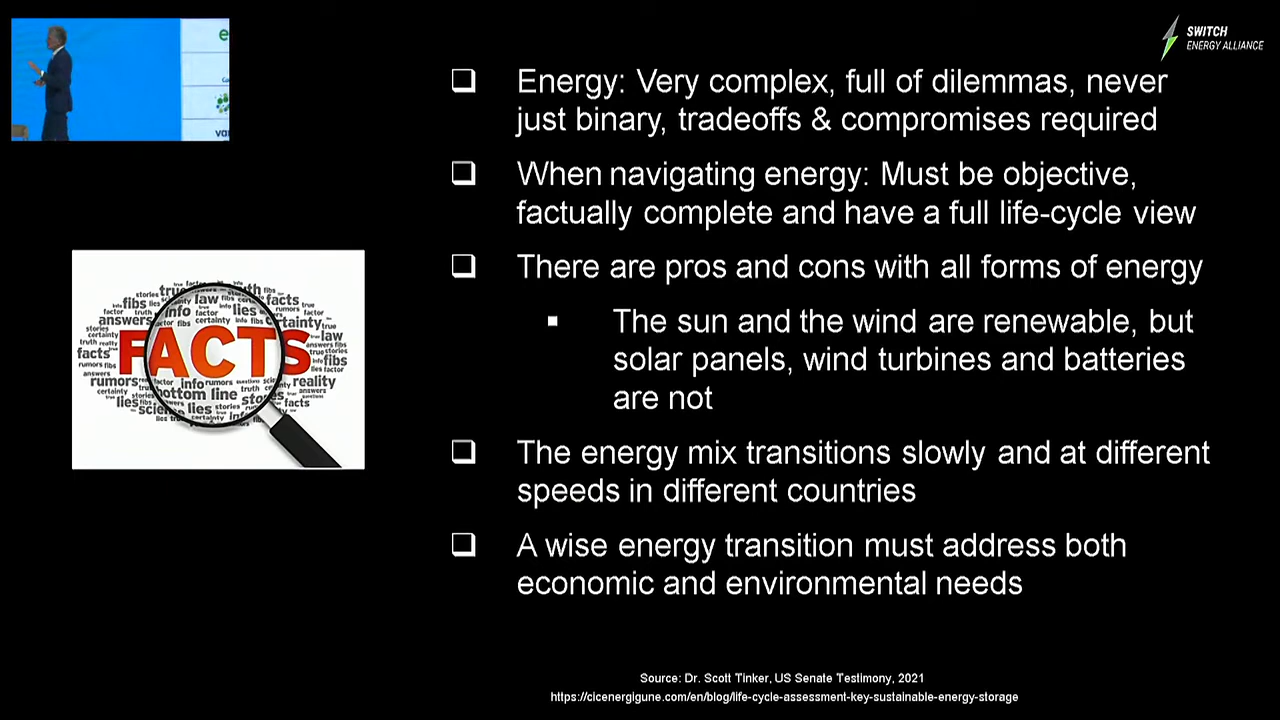 SWITCH
ENERGY ALLIANCE
Energy: Very complex, full of dilemmas, never
just binary, tradeoffs & compromises required
When navigating energy: Must be objective,
factually complete and have a full life-cycle view
There are pros and cons with all forms of energy
The sun and the wind are renewable, but
solar panels, wind turbines and batteries
are not
The energy mix transitions slowly and at different
speeds in different countries
A wise energy transition must address both
economic and environmental needs
FACTS
bottom line
Source: Dr. Scott Tinker, US Senate Testimony, 2021
https://cicenergigune.com/en/blog/life-cycle-assessment-key-sustainable-energy-storage